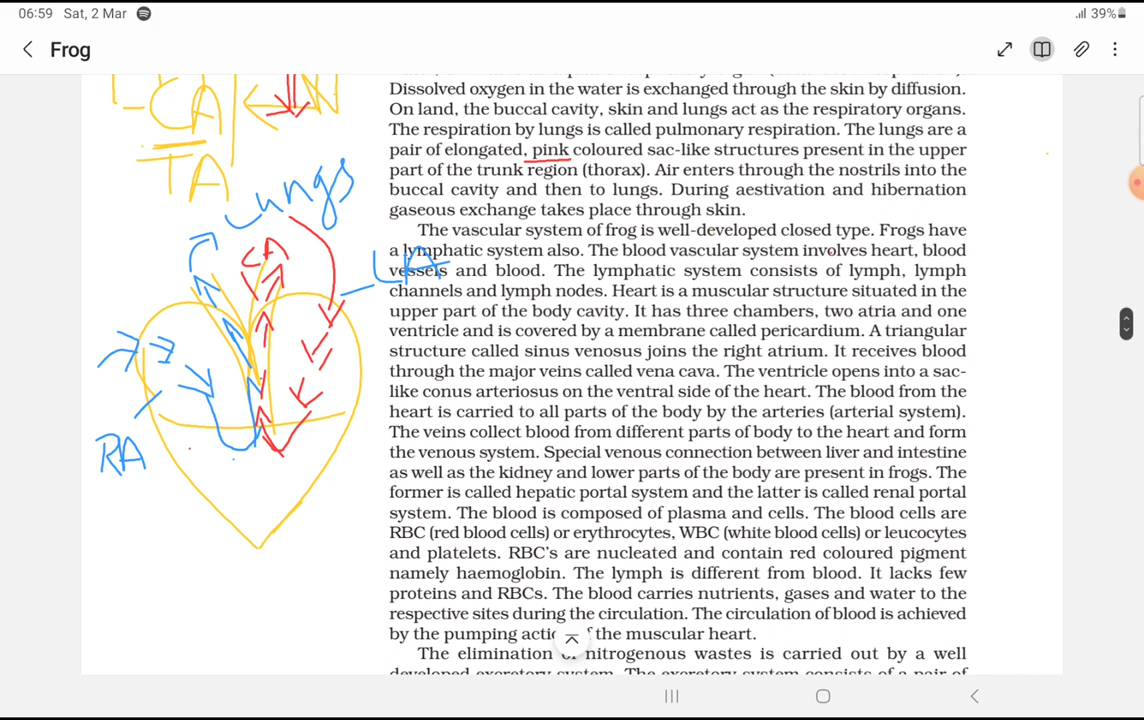 06:59 Sat, 2 Mar
39%
Frog
CA
TA
Lungs
CA
LA
RA
Dissolved oxygen in the water is exchanged through the skin by diffusion.
On land, the buccal cavity, skin and lungs act as the respiratory organs.
The respiration by lungs is called pulmonary respiration. The lungs are a
pair of elongated, pink coloured sac-like structures present in the upper
part of the trunk region (thorax). Air enters through the nostrils into the
buccal cavity and then to lungs. During aestivation and hibernation
gaseous exchange takes place through skin.
The vascular system of frog is well-developed closed type. Frogs have
a lymphatic system also. The blood vascular system involves heart, blood
vessels and blood. The lymphatic system consists of lymph, lymph
channels and lymph nodes. Heart is a muscular structure situated in the
upper part of the body cavity. It has three chambers, two atria and one
ventricle and is covered by a membrane called pericardium. A triangular
structure called sinus venosus joins the right atrium. It receives blood
through the major veins called vena cava. The ventricle opens into a sac-
like conus arteriosus on the ventral side of the heart. The blood from the
heart is carried to all parts of the body by the arteries (arterial system).
The veins collect blood from different parts of body to the heart and form
the venous system. Special venous connection between liver and intestine
as well as the kidney and lower parts of the body are present in frogs. The
former is called hepatic portal system and the latter is called renal portal
system. The blood is composed of plasma and cells. The blood cells are
RBC (red blood cells) or erythrocytes, WBC (white blood cells) or leucocytes
and platelets. RBC's are nucleated and contain red coloured pigment
namely haemoglobin. The lymph is different from blood. It lacks few
proteins and RBCs. The blood carries nutrients, gases and water to the
respective sites during the circulation. The circulation of blood is achieved
by the pumping action of the muscular heart.
The elimination of nitrogenous wastes is carried out by a well
developed excretory system. The excretory system consists of a pair of